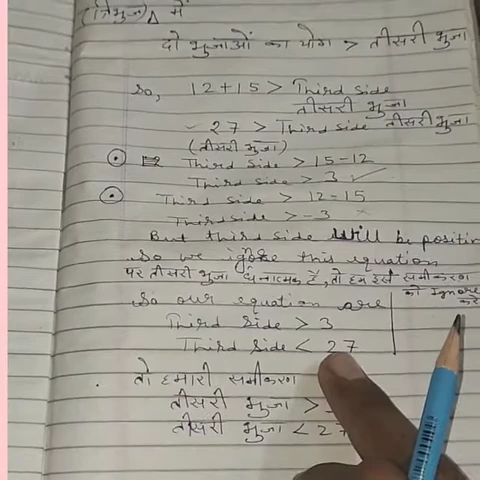 (त्रिभुज) Δ में
दो भुजाओं का योग > तीसरी भुजा
So, 12+15 > Third side
तीसरी भुजा
27 > Third side तीसरी भुजा
(तीसरी भुजा)
Third side > 15-12
Third side > 3 ✓
Third side > 12-15
Third side > -3 ×
But third side will be positiv
So we ignore this equation
पर तीसरी भुजा धनात्मक है, तो हम इस समीकरण
को Ignore
करे
So our equation are
Third Side > 3
Third Side < 27
तो हमारी समीकरण
तीसरी भुजा >
तीसरी भुजा < 27